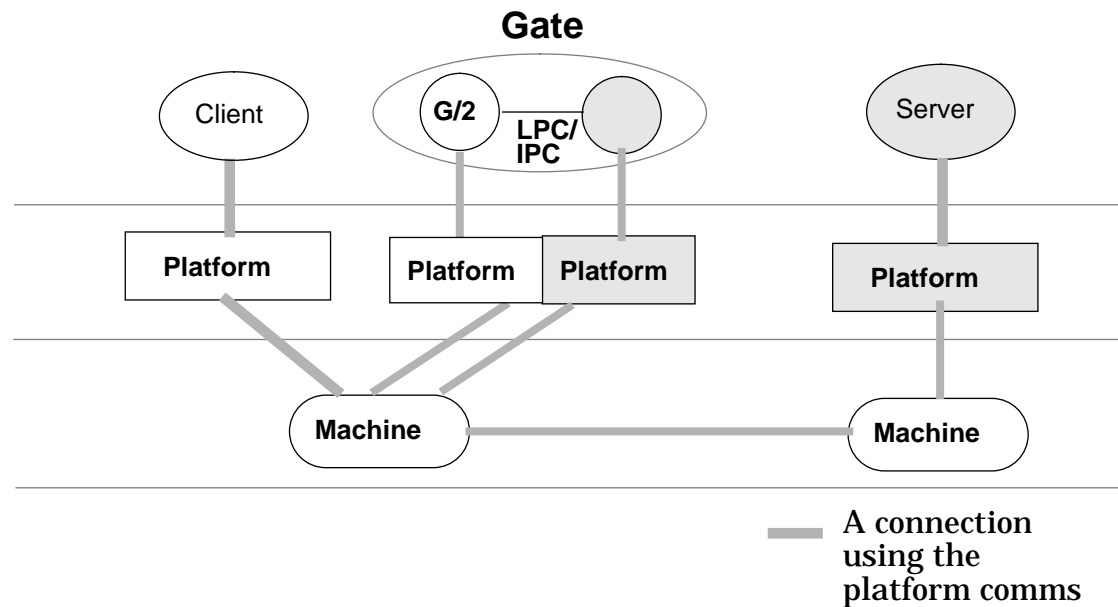 Gate
Client
G/2
LPC/
IPC
Server
Platform
Platform
Platform
Platform
Machine
Machine
A connection
using the
platform comms